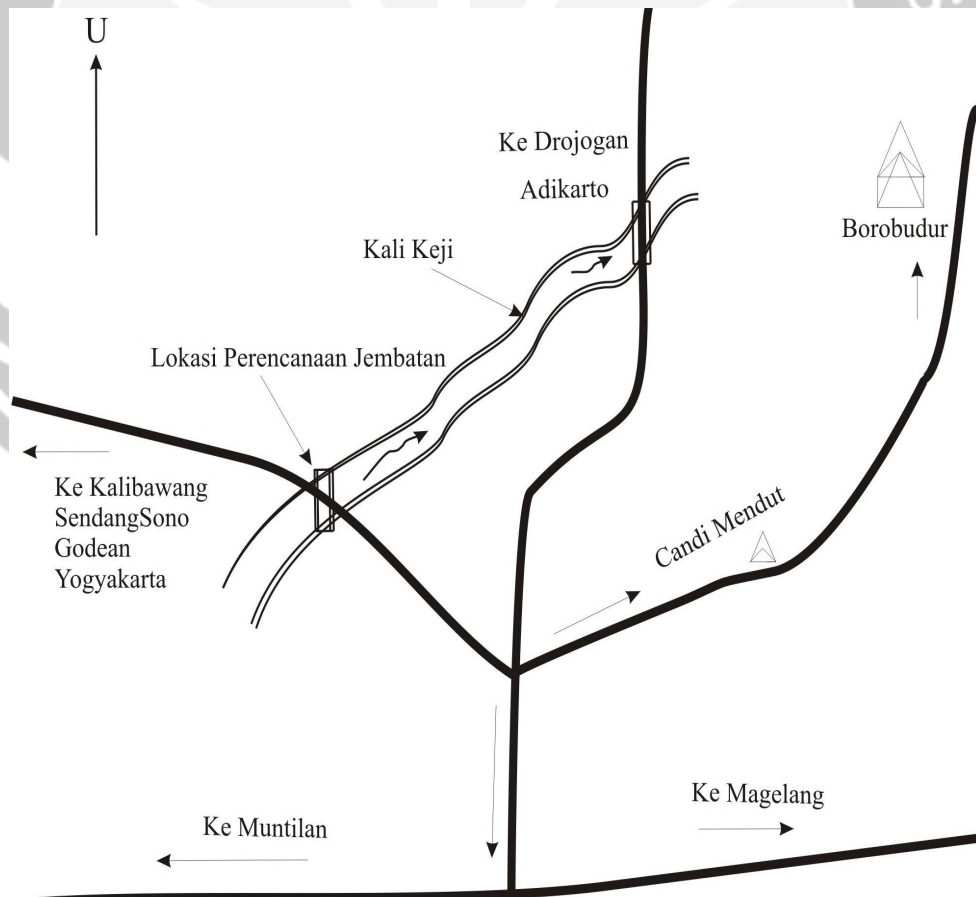 U
Ke Drojogan
Adikarto
Borobudur
Kali Keji
Lokasi Perencanaan Jembatan
Ke Kalibawang
SendangSono
Godean
Yogyakarta
Candi Mendut
Ke Magelang
Ke Muntilan